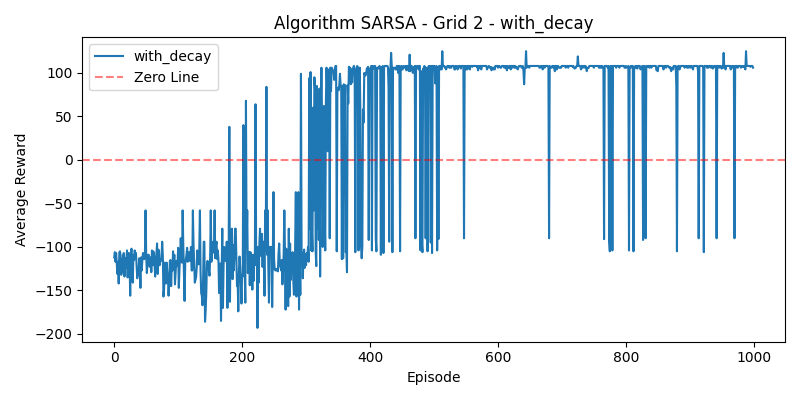 Algorithm SARSA - Grid 2 - with_decay
with_decay
Zero Line
Average Reward
100
50
0
−50
−100
−150
−200
0 200 400 600 800 1000
Episode